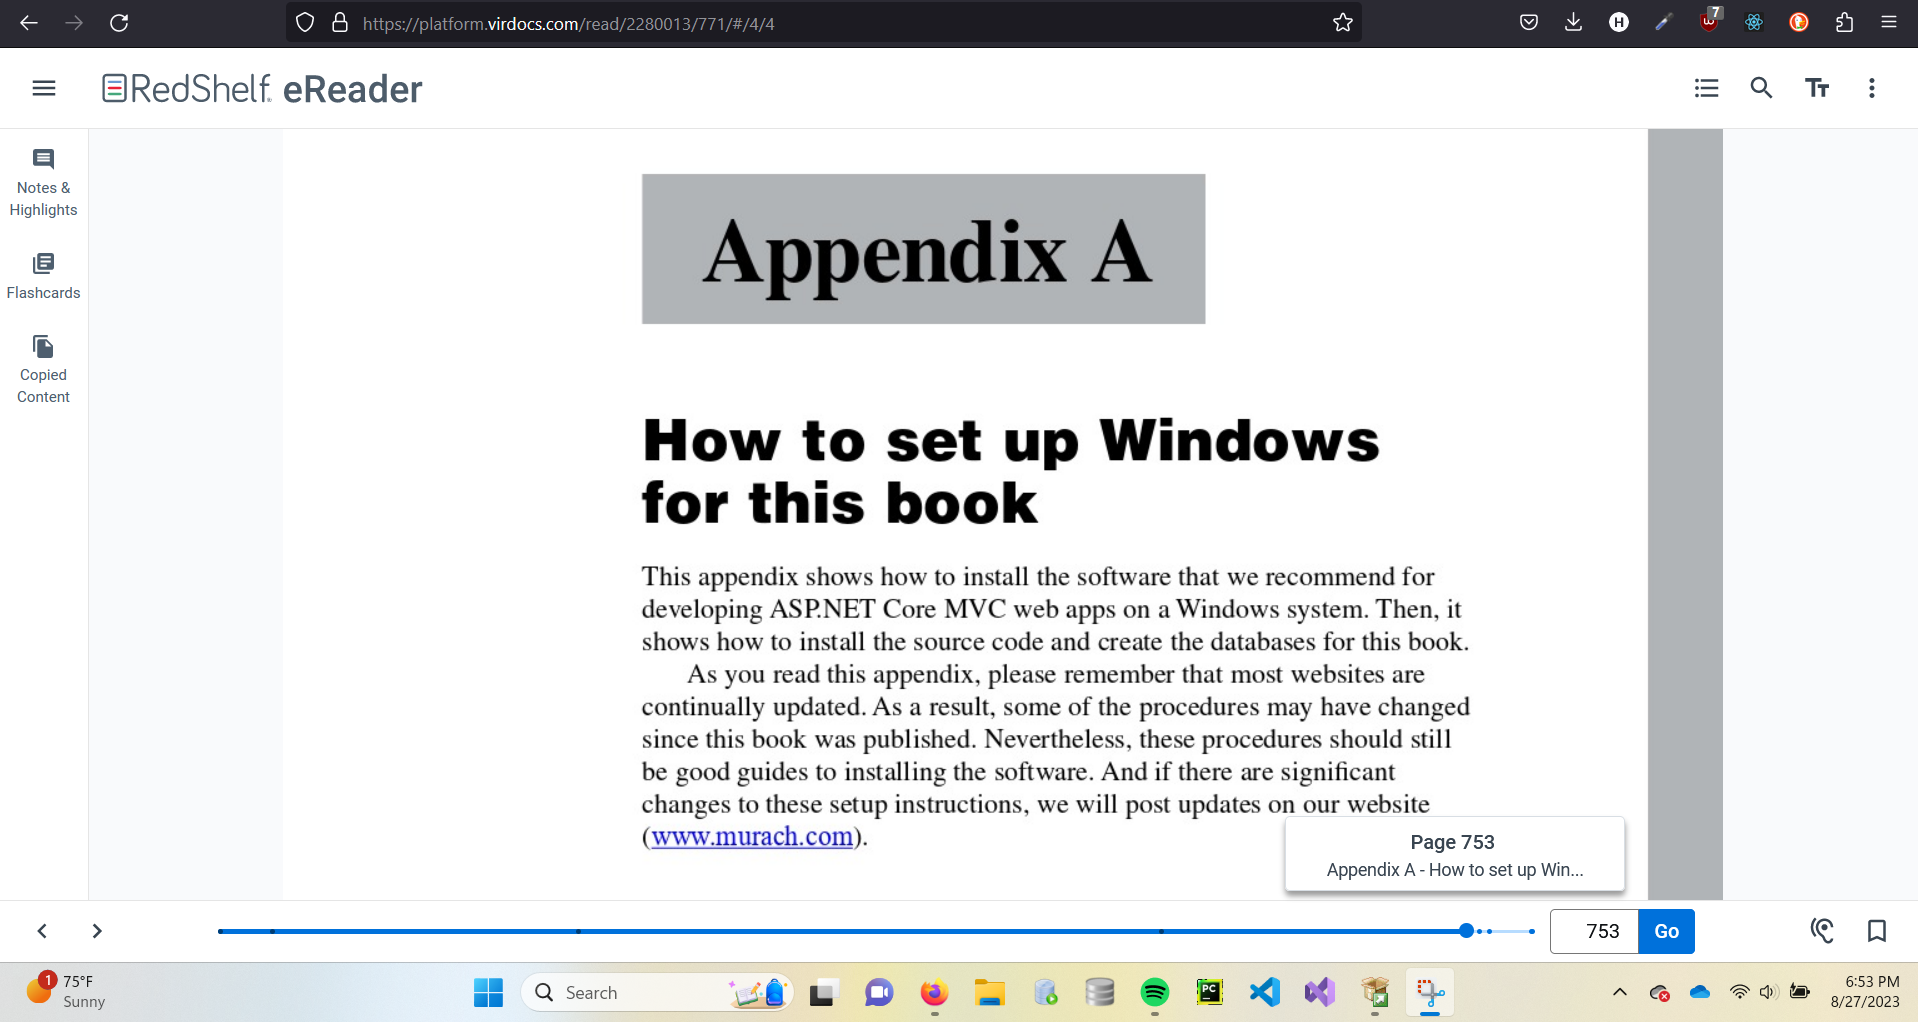 https://platform.virdocs.com/read/2280013/771/#/4/4
H
7
RedShelf eReader
Notes &
Highlights
Flashcards
Copied
Content
Appendix A
How to set up Windows
for this book
This appendix shows how to install the software that we recommend for
developing ASP.NET Core MVC web apps on a Windows system. Then, it
shows how to install the source code and create the databases for this book.
As you read this appendix, please remember that most websites are
continually updated. As a result, some of the procedures may have changed
since this book was published. Nevertheless, these procedures should still
be good guides to installing the software. And if there are significant
changes to these setup instructions, we will post updates on our website
(www.murach.com).
Page 753
Appendix A - How to set up Win...
753
Go
1
75°F
Sunny
Search
PC
6:53 PM
8/27/2023